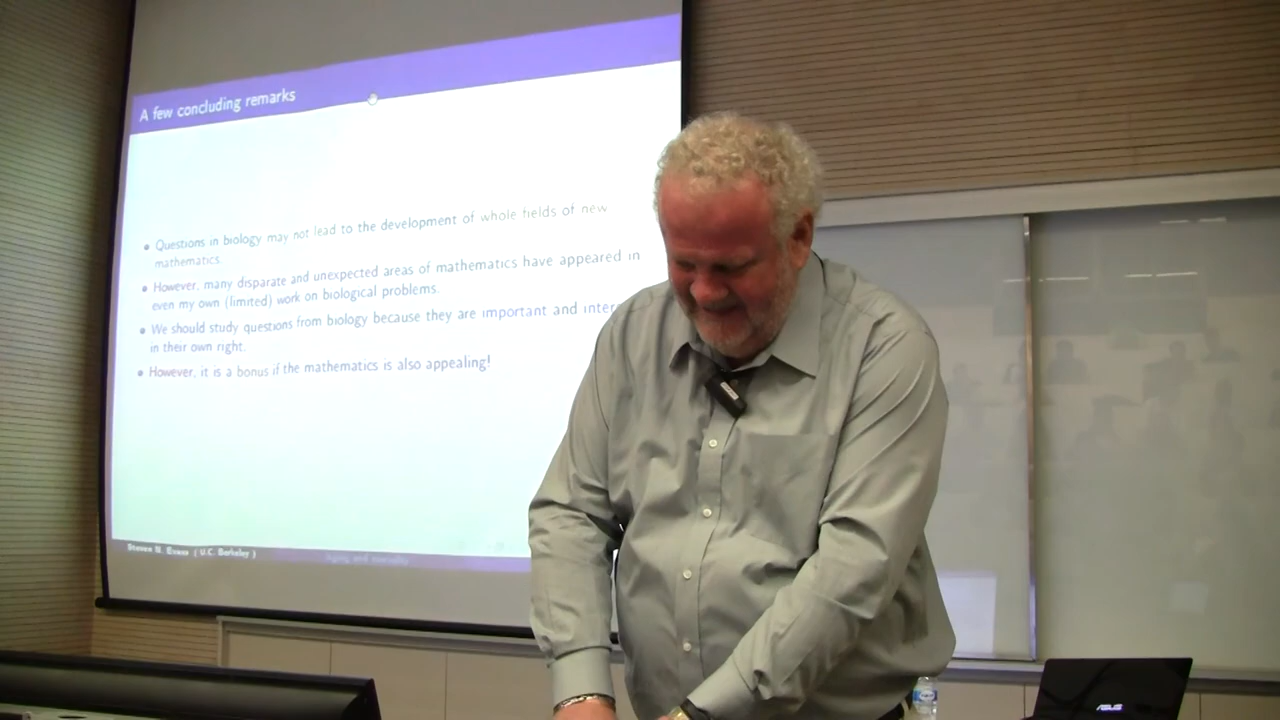 A few concluding remarks
Questions in biology may not lead to the development of whole fields of new
mathematics.
However, many disparate and unexpected areas of mathematics have appeared in
even my own (limited) work on biological problems.
We should study questions from biology because they are important and
in their own right.
However, it is a bonus if the mathematics is also appealing!
Steven N. Evans ( U.C. Berkeley )
Aging and mortality
ASUS